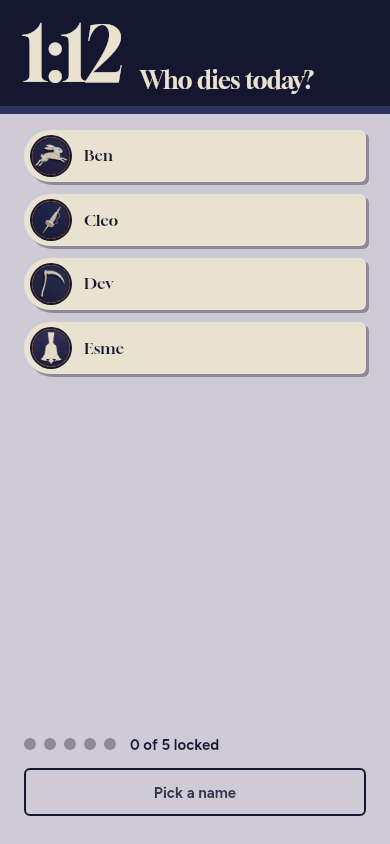 1:12
Who dies today?
Ben
Cleo
Dev
Esme
0 of 5 locked
Pick a name